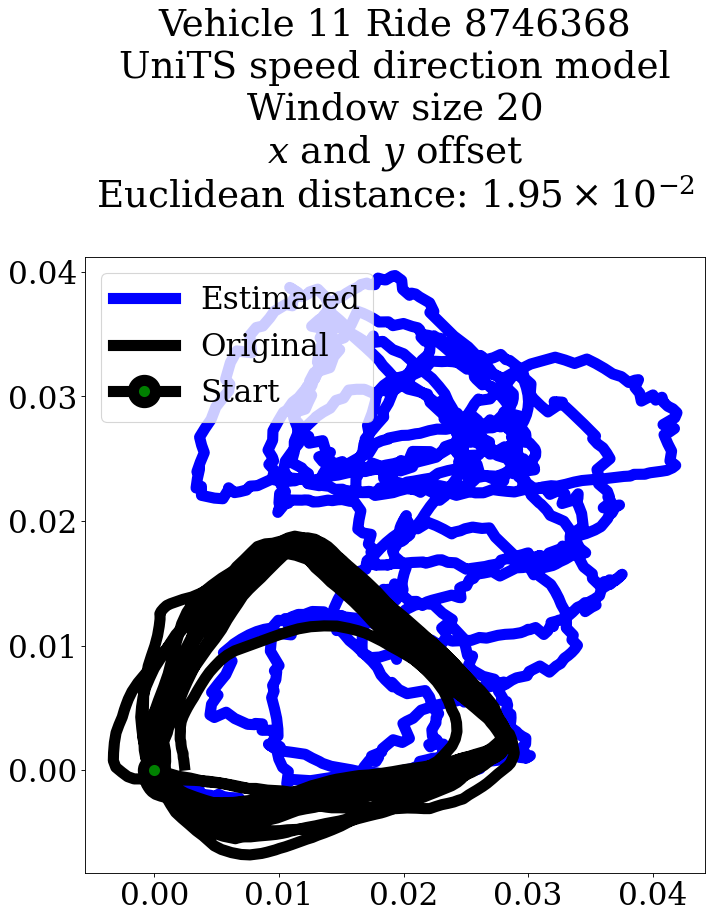 Vehicle 11 Ride 8746368
UniTS speed direction model
Window size 20
x and y offset
Euclidean distance: 1.95 × 10⁻²
0.04
0.03
0.02
0.01
0.00
Estimated
Original
Start
0.00 0.01 0.02 0.03 0.04